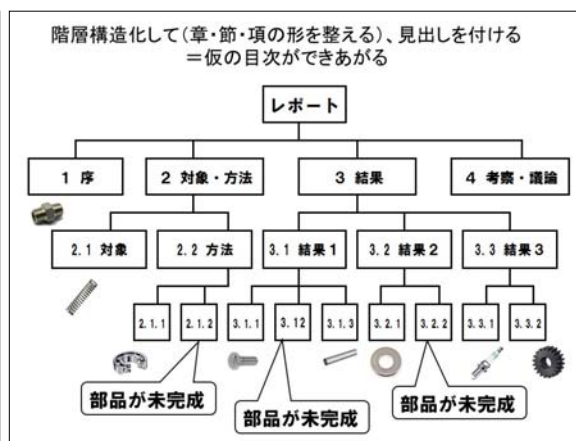 階層構造化して(章・節・項の形を整える)、見出しを付ける
＝仮の目次ができあがる
レポート
1 序
2 対象・方法
3 結果
4 考察・議論
2.1 対象
2.2 方法
3.1 結果1
3.2 結果2
3.3 結果3
2.1.1
2.1.2
3.1.1
3.12
3.1.3
3.2.1
3.2.2
3.3.1
3.3.2
部品が未完成
部品が未完成
部品が未完成